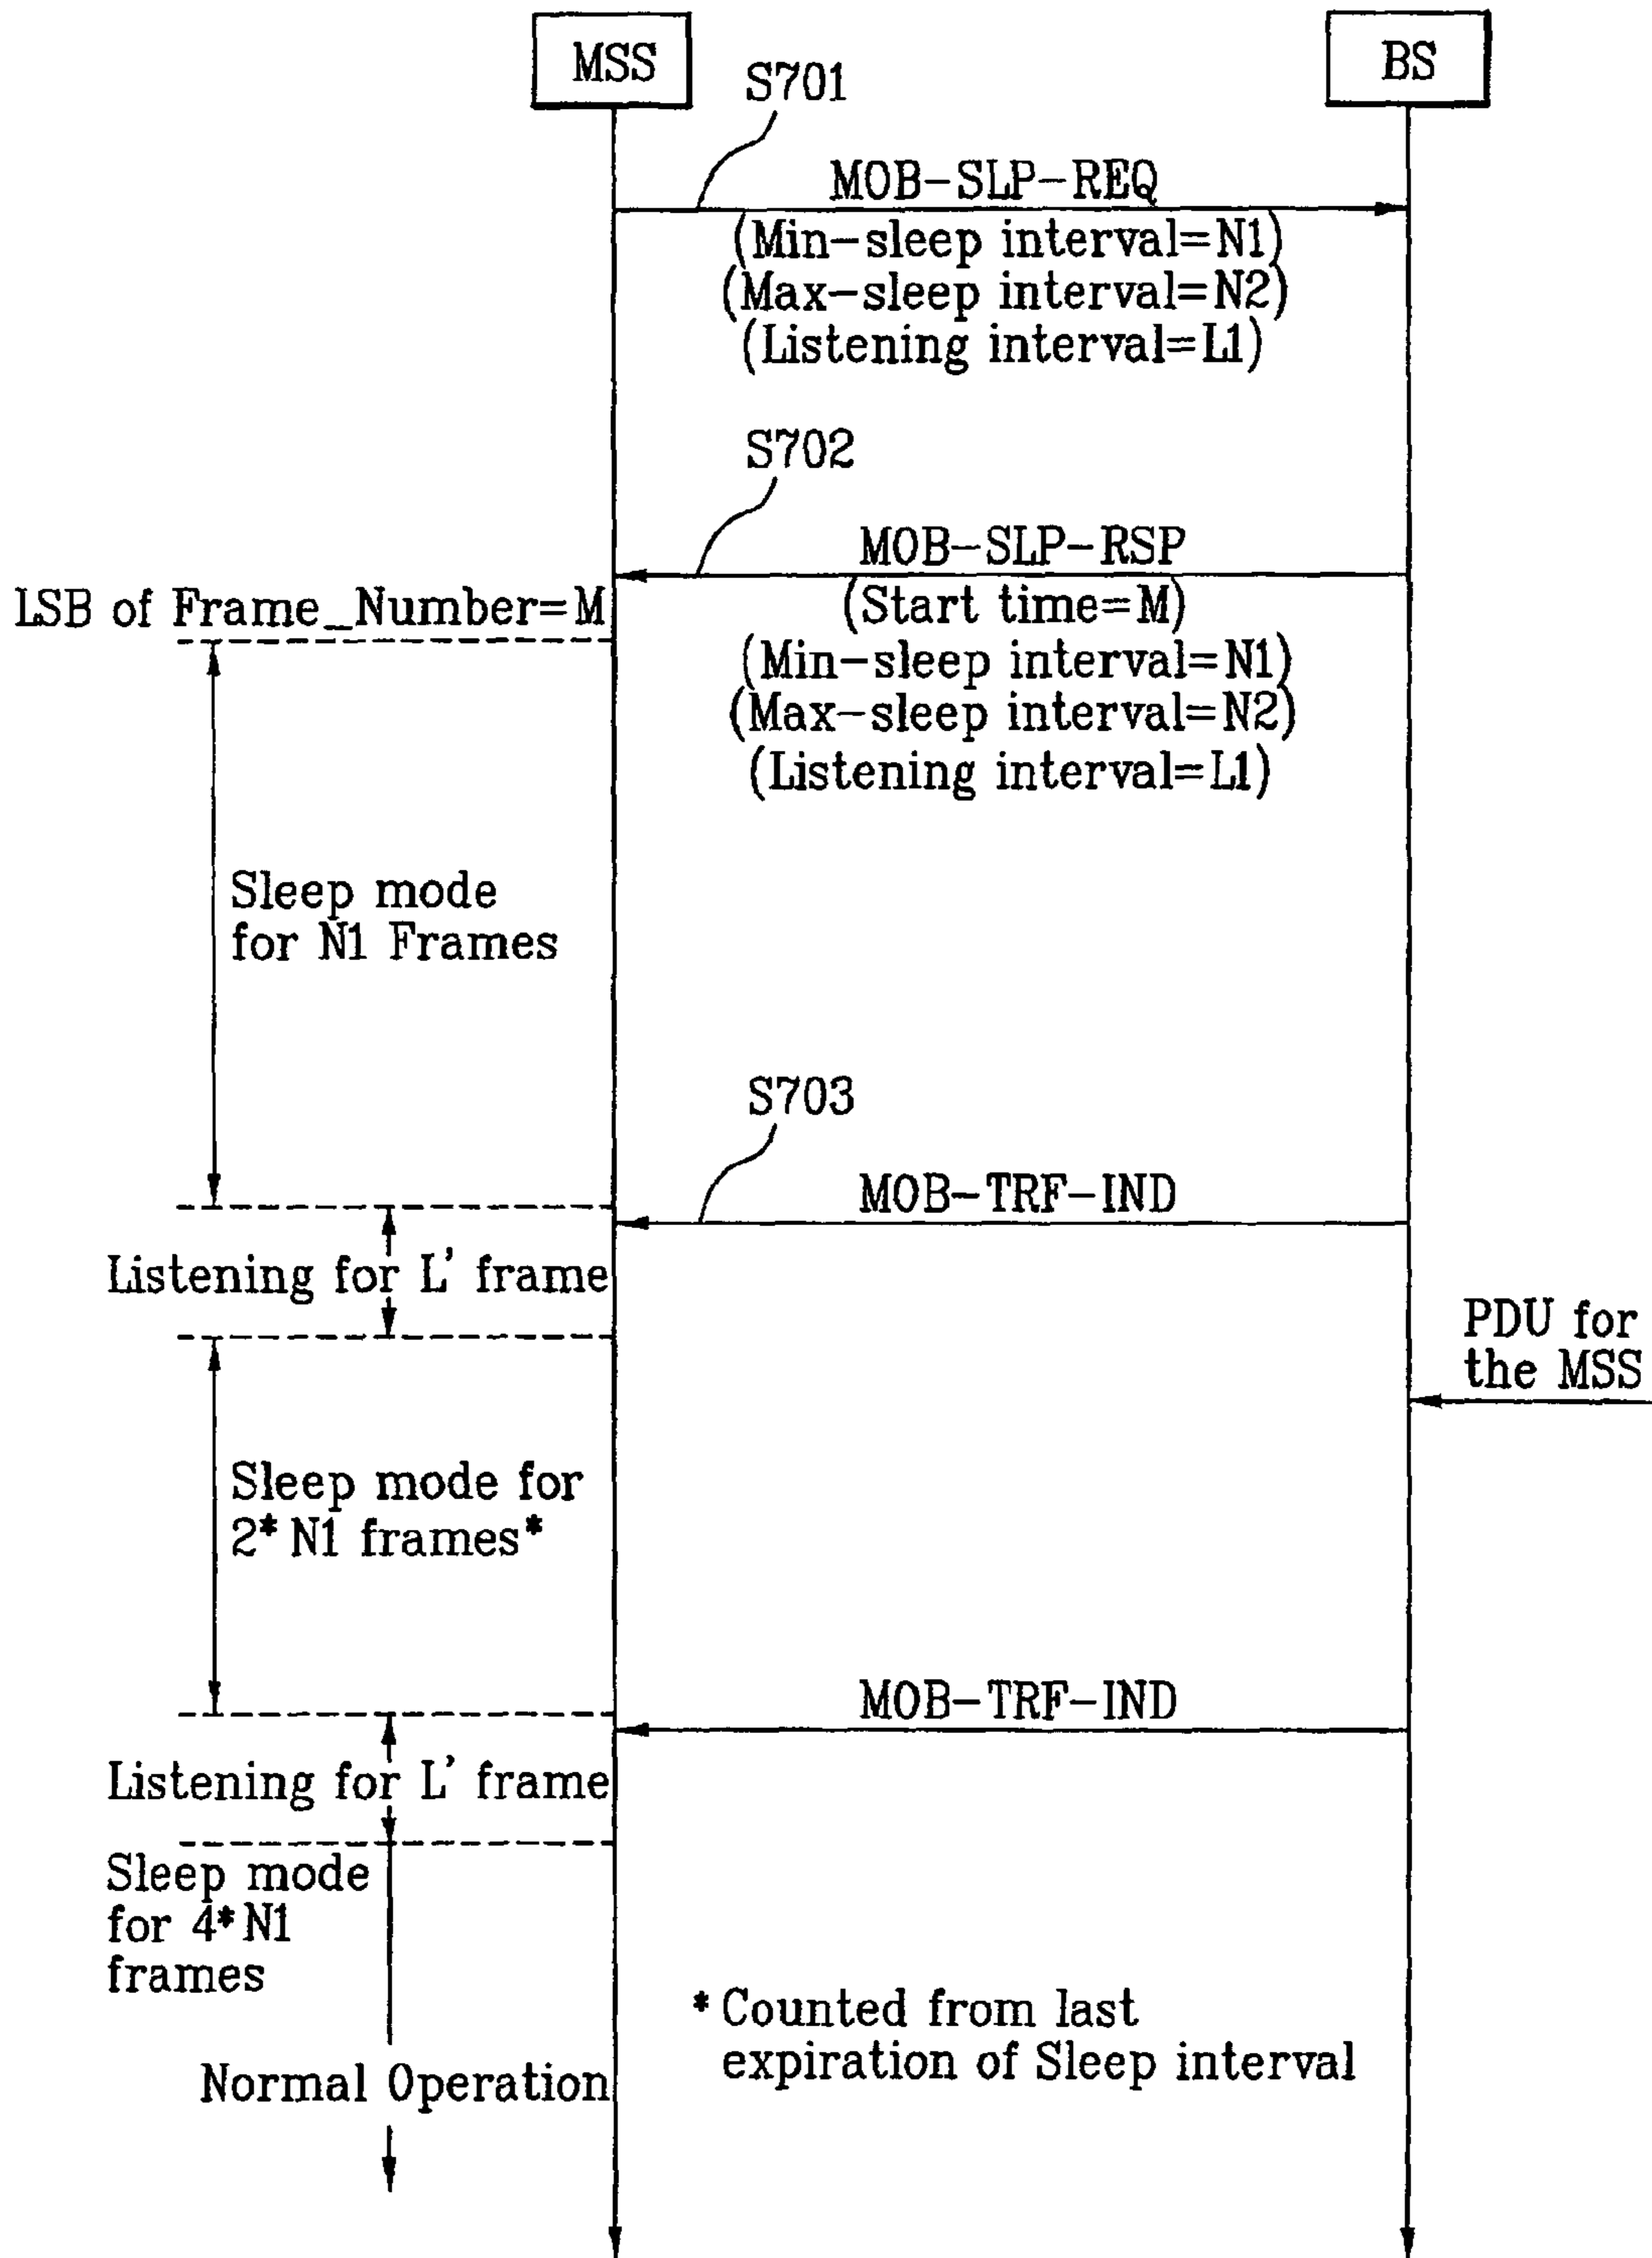 MSS
BS
S701
MOB-SLP-REQ
(Min-sleep interval=N1)
(Max-sleep interval=N2)
(Listening interval=L1)
S702
MOB-SLP-RSP
LSB of Frame_Number=M
(Start time=M)
(Min-sleep interval=N1)
(Max-sleep interval=N2)
(Listening interval=L1)
Sleep mode
for N1 Frames
S703
MOB-TRF-IND
Listening for L' frame
PDU for
the MSS
Sleep mode for
2* N1 frames*
MOB-TRF-IND
Listening for L' frame
Sleep mode
for 4* N1
frames
* Counted from last
expiration of Sleep interval
Normal Operation